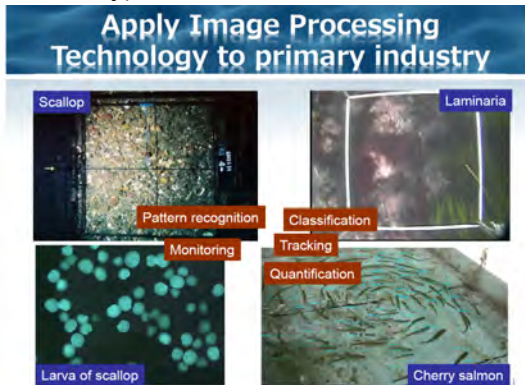 Apply Image Processing
Technology to primary industry
Scallop
Laminaria
Pattern recognition
Classification
Monitoring
Tracking
Quantification
Larva of scallop
Cherry salmon